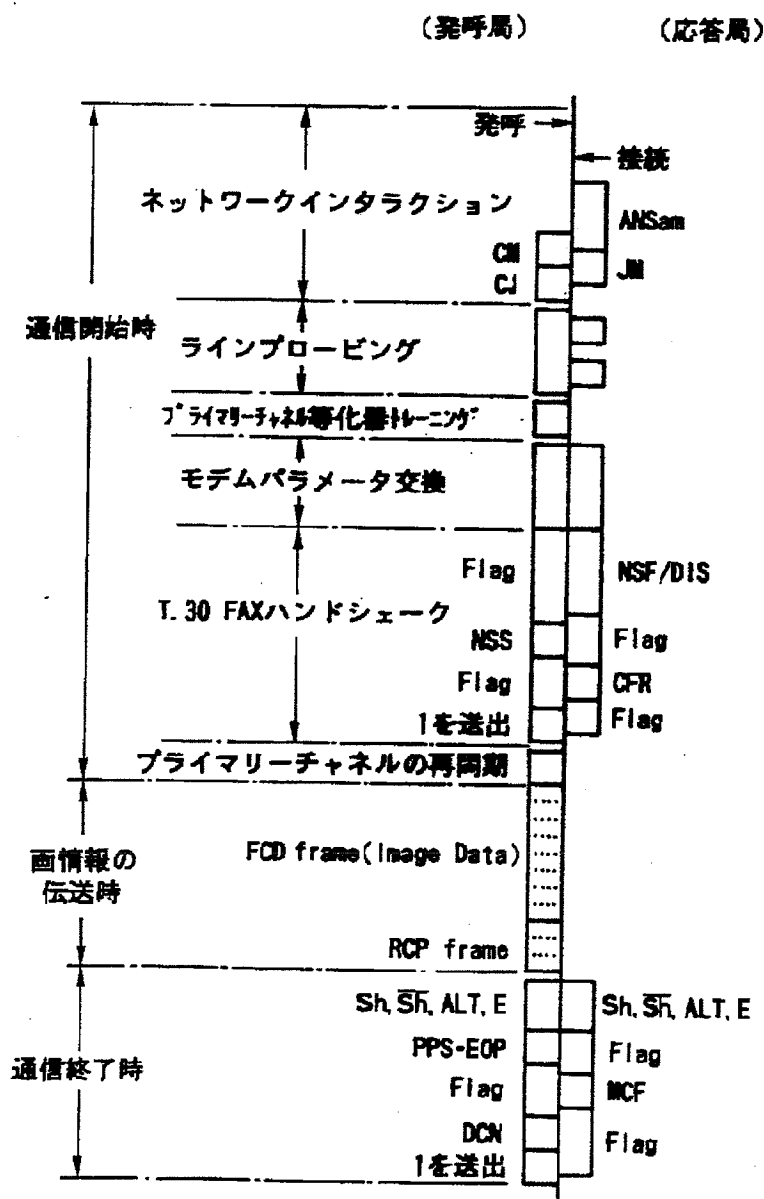 （発呼局）　（応答局）
発呼
接続
ネットワークインタラクション
ANSam
CM
JM
CJ
通信開始時
ラインプロービング
プライマリーチャネル等化器トレーニング
モデムパラメータ交換
Flag
NSF/DIS
T.30 FAXハンドシェーク
NSS
Flag
Flag
CFR
1を送出
Flag
プライマリーチャネルの再同期
画情報の
伝送時
FCD frame(Image Data)
RCP frame
Sh, S̅h̅, ALT, E
Sh, S̅h̅, ALT, E
PPS-EOP
Flag
通信終了時
Flag
MCF
DCN
Flag
1を送出